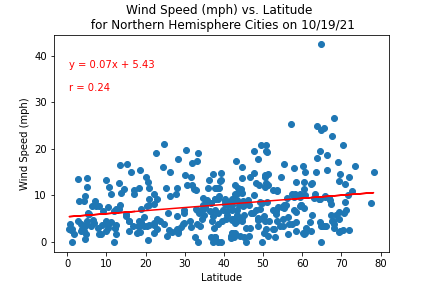 Wind Speed (mph) vs. Latitude
for Northern Hemisphere Cities on 10/19/21
y = 0.07x + 5.43
r = 0.24
Wind Speed (mph)
40
30
20
10
0
0 10 20 30 40 50 60 70 80
Latitude